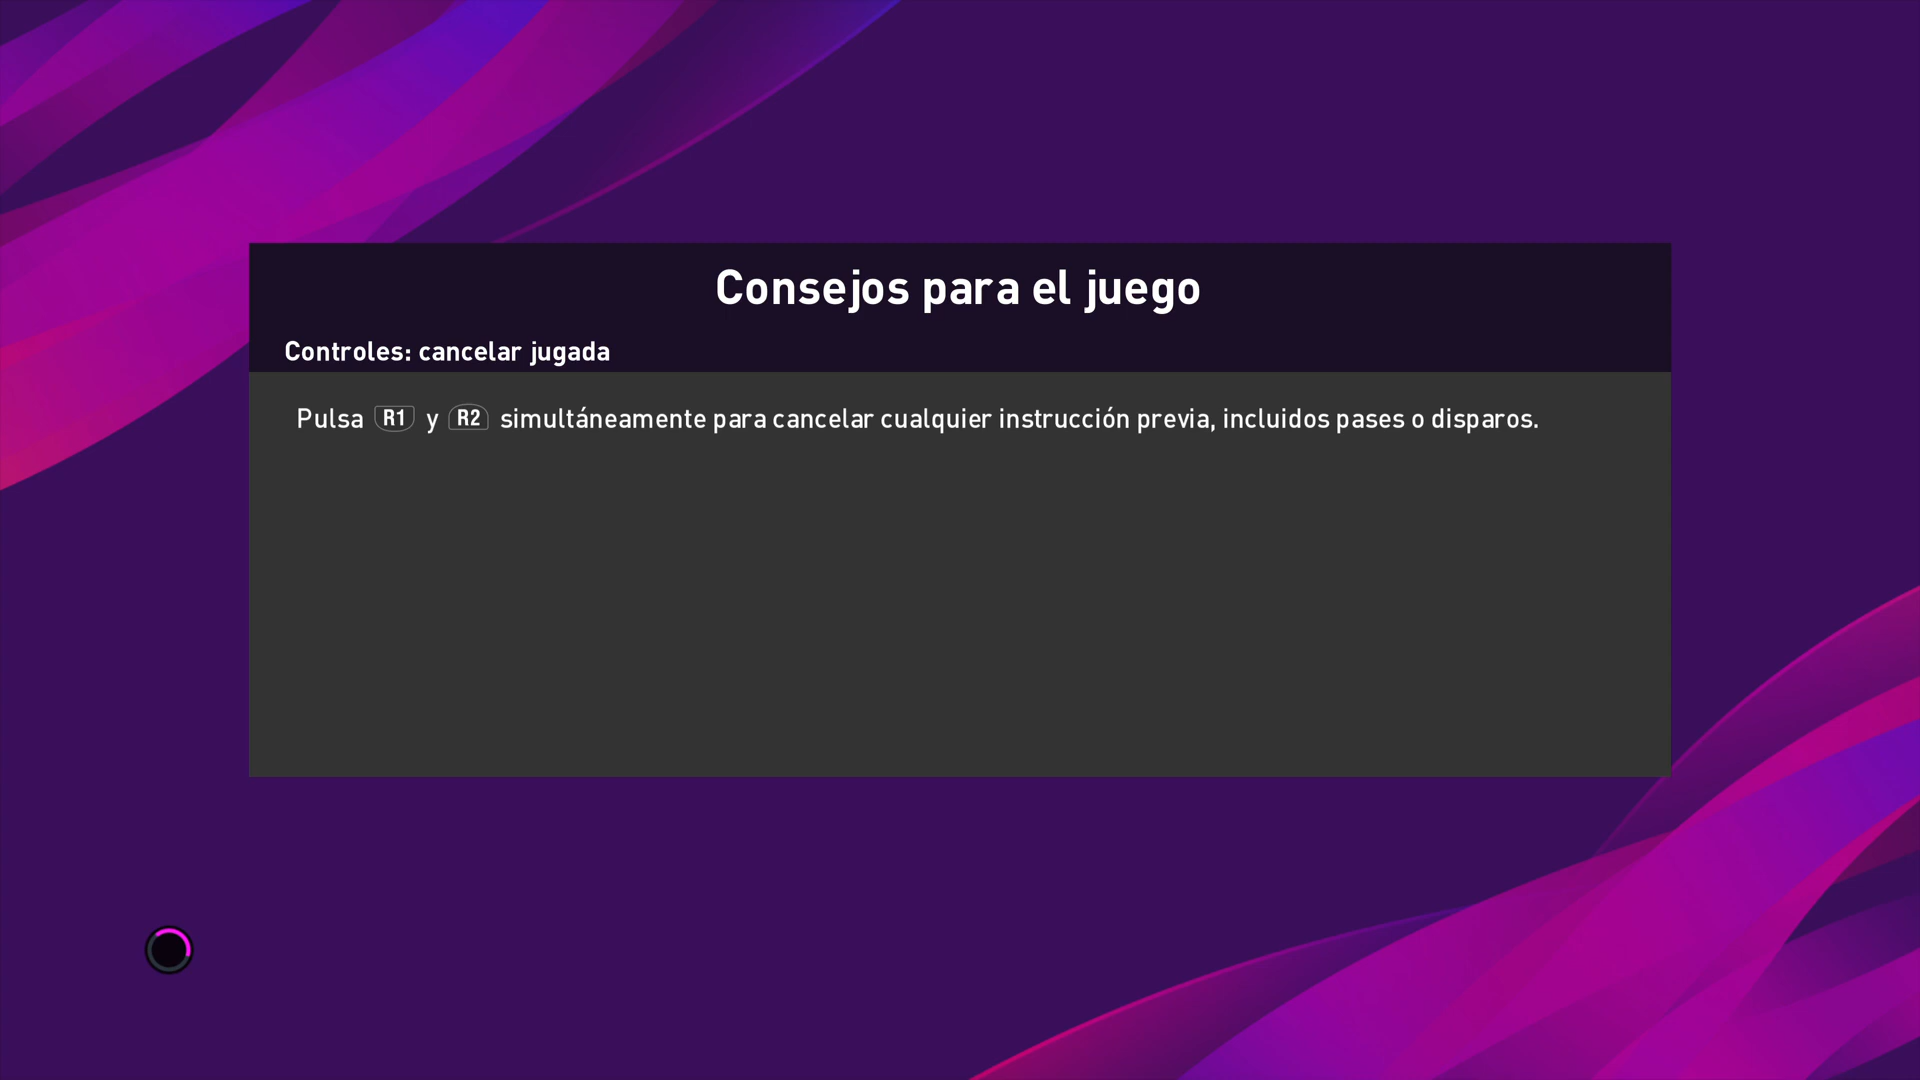 Consejos para el juego
Controles: cancelar jugada
Pulsa R1 y R2 simultáneamente para cancelar cualquier instrucción previa, incluidos pases o disparos.